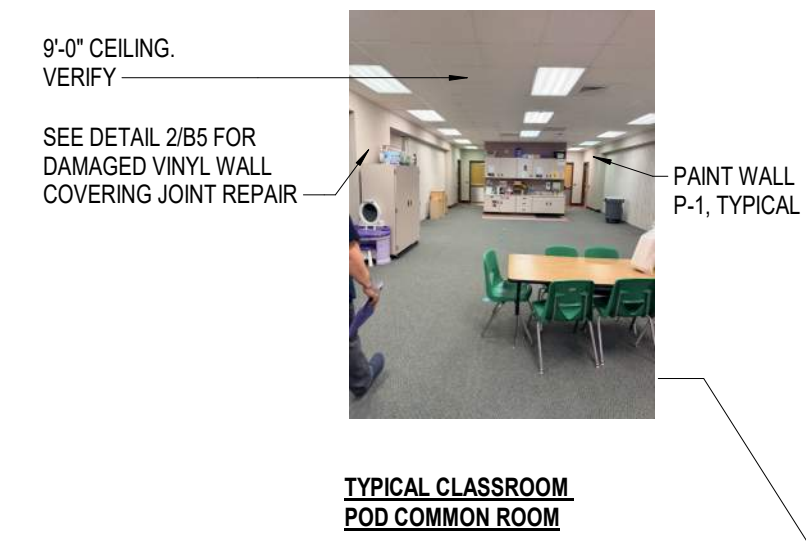 9'-0" CEILING.
VERIFY
SEE DETAIL 2/B5 FOR
DAMAGED VINYL WALL
COVERING JOINT REPAIR
PAINT WALL
P-1, TYPICAL
TYPICAL CLASSROOM
POD COMMON ROOM